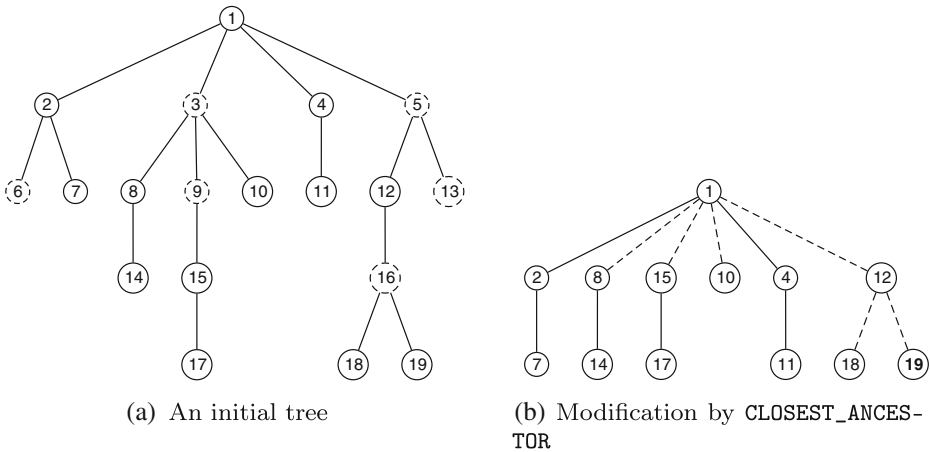 1
2 3 4 5
6 7 8 9 10 11 12 13
14 15 16
17 18 19
(a) An initial tree
1
2 8 15 10 4 12
7 14 17 11 18 19
(b) Modification by CLOSEST_ANCES-
TOR